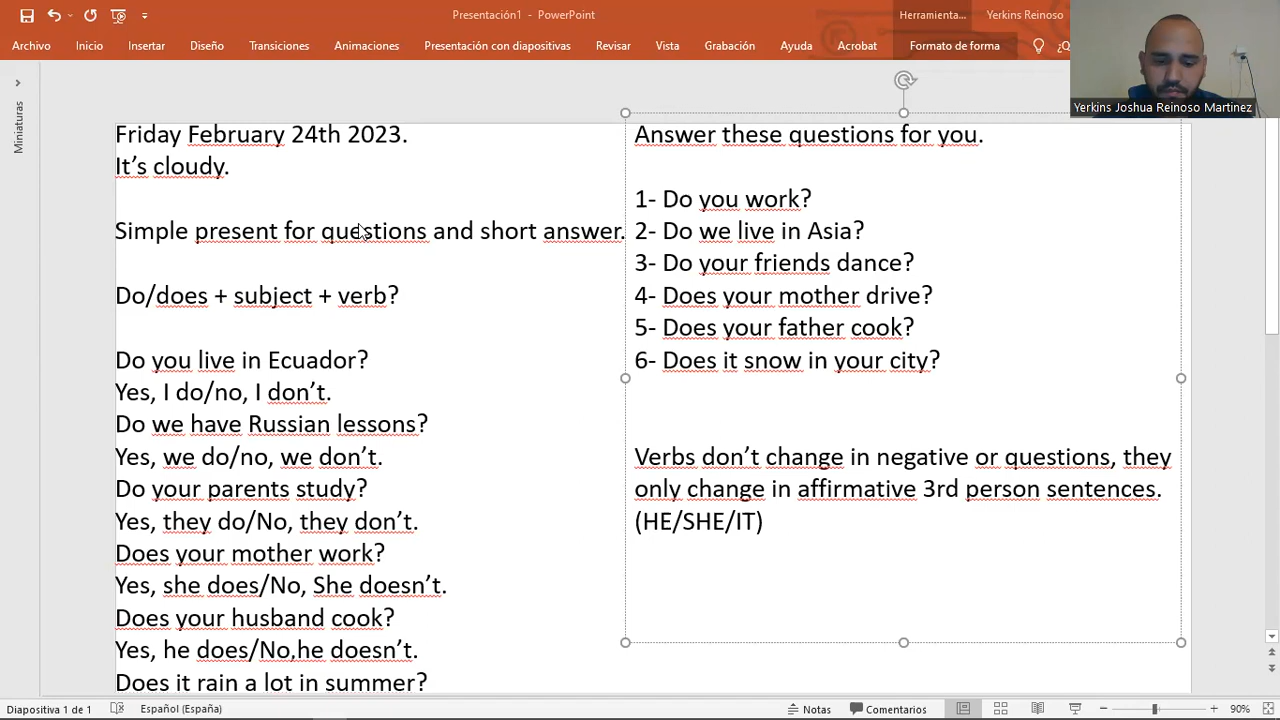 Presentación1 - PowerPoint
Herramienta...
Yerkins Reinoso
Archivo
Inicio
Insertar
Diseño
Transiciones
Animaciones
Presentación con diapositivas
Revisar
Vista
Grabación
Ayuda
Acrobat
Formato de forma
¿Q
Yerkins Joshua Reinoso Martinez
Miniaturas
Friday February 24th 2023.
It's cloudy.
Simple present for questions and short answer.
Do/does + subject + verb?
Do you live in Ecuador?
Yes, I do/no, I don't.
Do we have Russian lessons?
Yes, we do/no, we don't.
Do your parents study?
Yes, they do/No, they don't.
Does your mother work?
Yes, she does/No, She doesn't.
Does your husband cook?
Yes, he does/No,he doesn't.
Does it rain a lot in summer?
Answer these questions for you.
1- Do you work?
2- Do we live in Asia?
3- Do your friends dance?
4- Does your mother drive?
5- Does your father cook?
6- Does it snow in your city?
Verbs don't change in negative or questions, they
only change in affirmative 3rd person sentences.
(HE/SHE/IT)
Diapositiva 1 de 1
Español (España)
Notas
Comentarios
90%